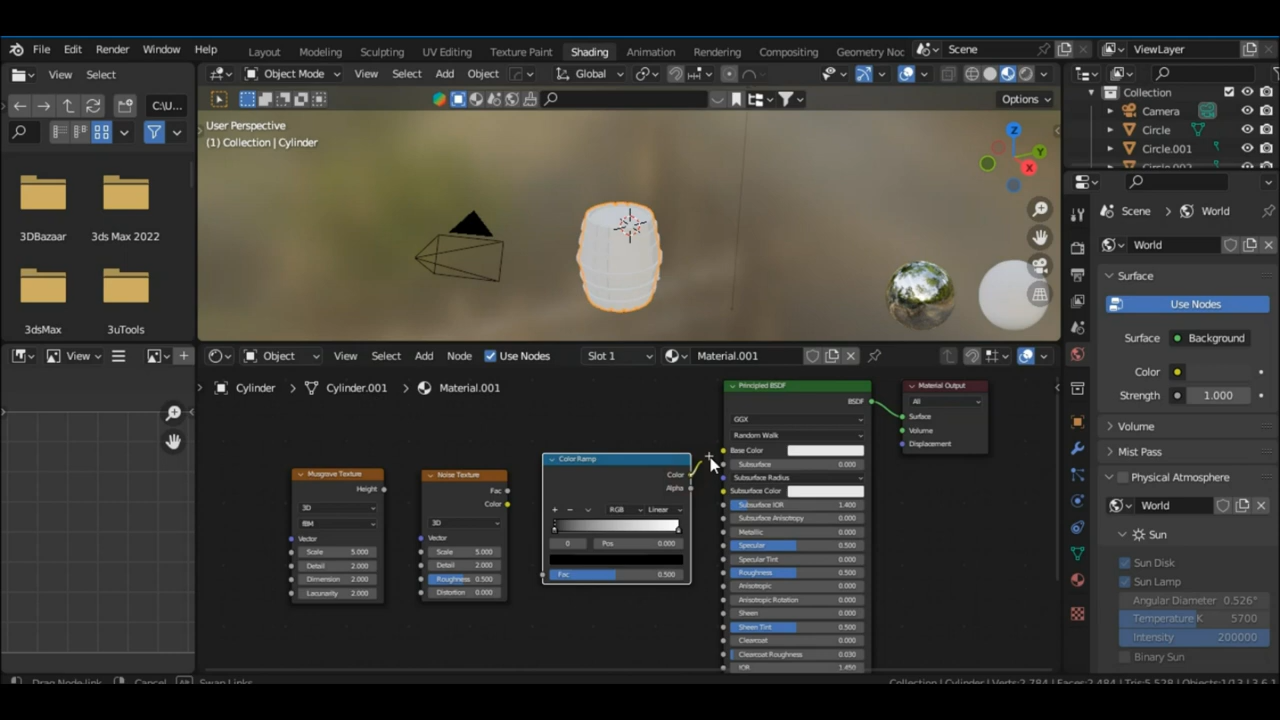 File Edit Render Window Help Layout Modeling Sculpting UV Editing Texture Paint Shading Animation Rendering Compositing Geometry Noc Scene ViewLayer
View Select Object Mode View Select Add Object Global
C:\U... Options
Collection
Camera
Circle
Circle.001
User Perspective
(1) Collection | Cylinder
Z
Y
X
3DBazaar 3ds Max 2022
3dsMax 3uTools
Scene World
World
Surface
Use Nodes
Surface Background
Color
Strength 1.000
Volume
Mist Pass
Physical Atmosphere
World
Sun
Sun Disk
Sun Lamp
Angular Diameter 0.526°
Temperature K 5700
Intensity 200000
Binary Sun
View Object View Select Add Node Use Nodes Slot 1 Material.001
Cylinder Cylinder.001 Material.001
Musgrave Texture
Height
3D
fBM
Vector
Scale 5.000
Detail 2.000
Dimension 2.000
Lacunarity 2.000
Noise Texture
Fac
Color
3D
Vector
Scale 5.000
Detail 2.000
Roughness 0.500
Distortion 0.000
Color Ramp
Color
Alpha
RGB Linear
0 Pos 0.000
Fac 0.500
Principled BSDF
BSDF
GGX
Random Walk
Base Color
Subsurface 0.000
Subsurface Radius
Subsurface Color
Subsurface IOR 1.400
Subsurface Anisotropy 0.000
Metallic 0.000
Specular 0.500
Specular Tint 0.000
Roughness 0.500
Anisotropic 0.000
Anisotropic Rotation 0.000
Sheen 0.000
Sheen Tint 0.500
Clearcoat 0.000
Clearcoat Roughness 0.030
IOR 1.450
Material Output
All
Surface
Volume
Displacement
Drag Node-link Cancel Alt Swap Links